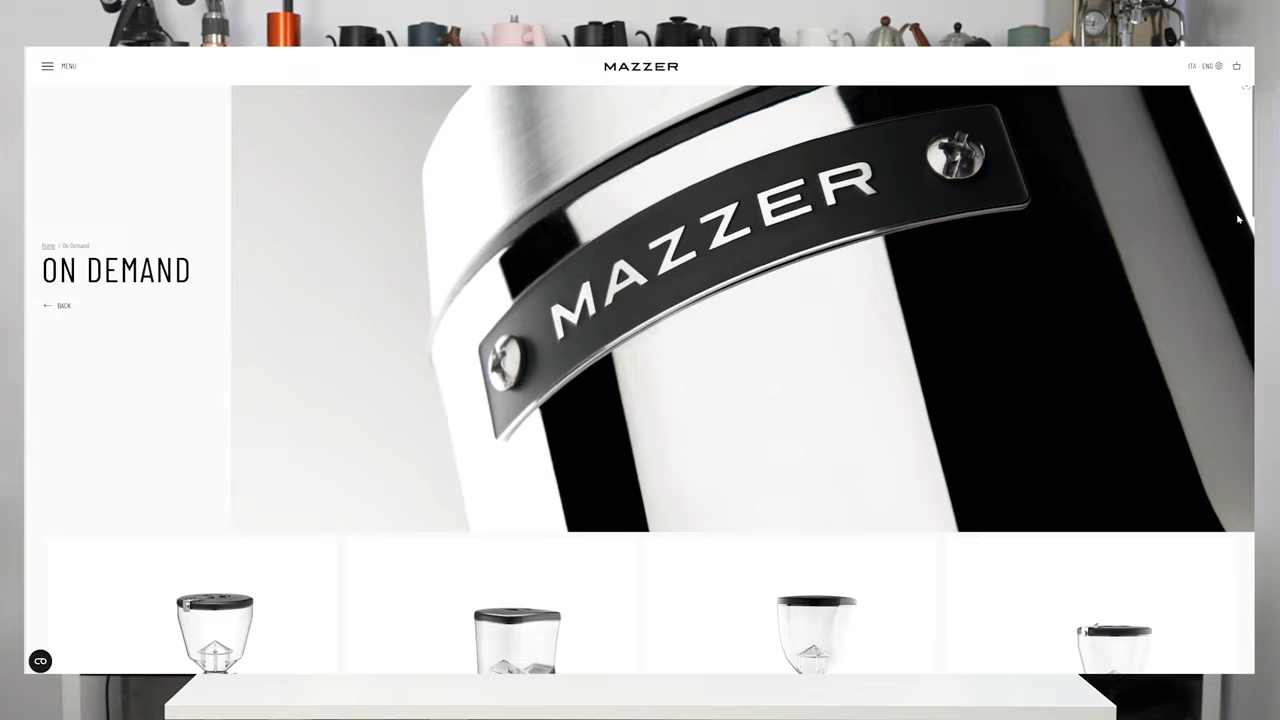 MENU
MAZZER
ITA - ENG
MAZZER
Home / On Demand
ON DEMAND
← BACK